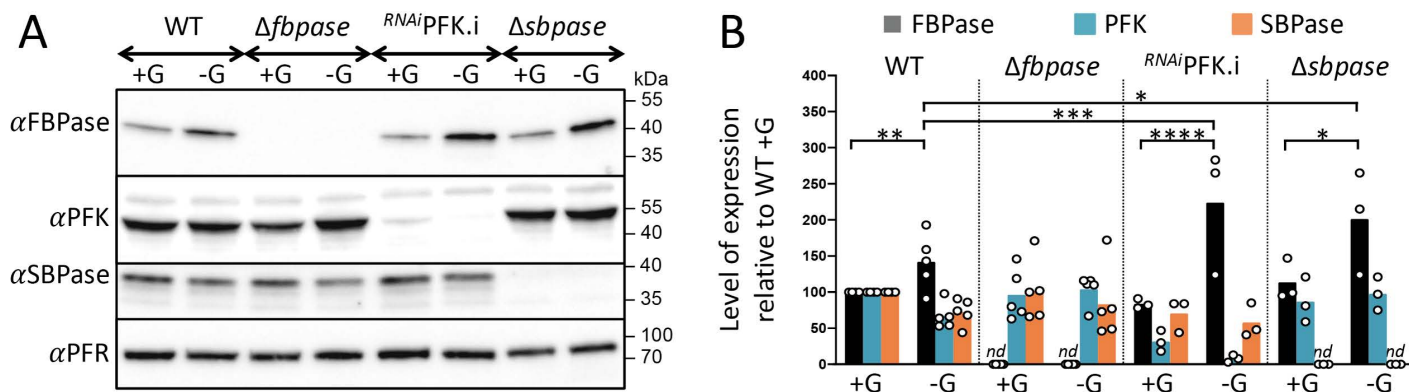 A
WT Δfbpase RNAiPFK.i Δsbpase
+G -G +G -G +G -G +G -G kDa
αFBPase
55
40
35
αPFK
55
40
αSBPase
40
35
αPFR
100
70
B
FBPase PFK SBPase
WT Δfbpase RNAiPFK.i Δsbpase
Level of expression
relative to WT +G
400
350
300
250
200
150
100
50
0
*
***
** **** *
nd nd nd nd
+G -G +G -G +G -G +G -G